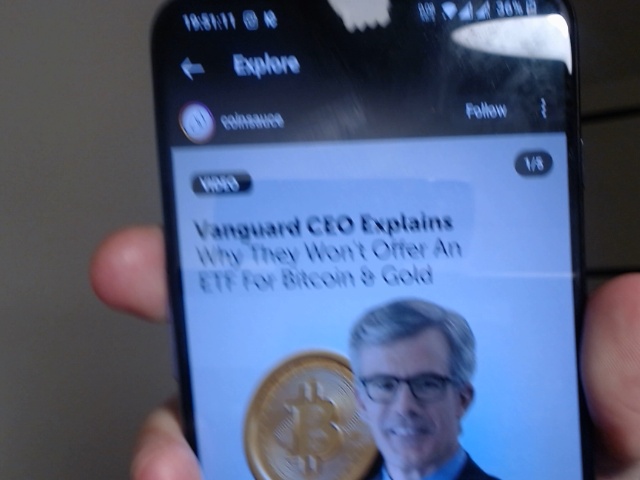 19:51:11 36%
Explore
coinsauce Follow
1/5
VIDEO
Vanguard CEO Explains
Why They Won't Offer An
ETF For Bitcoin & Gold